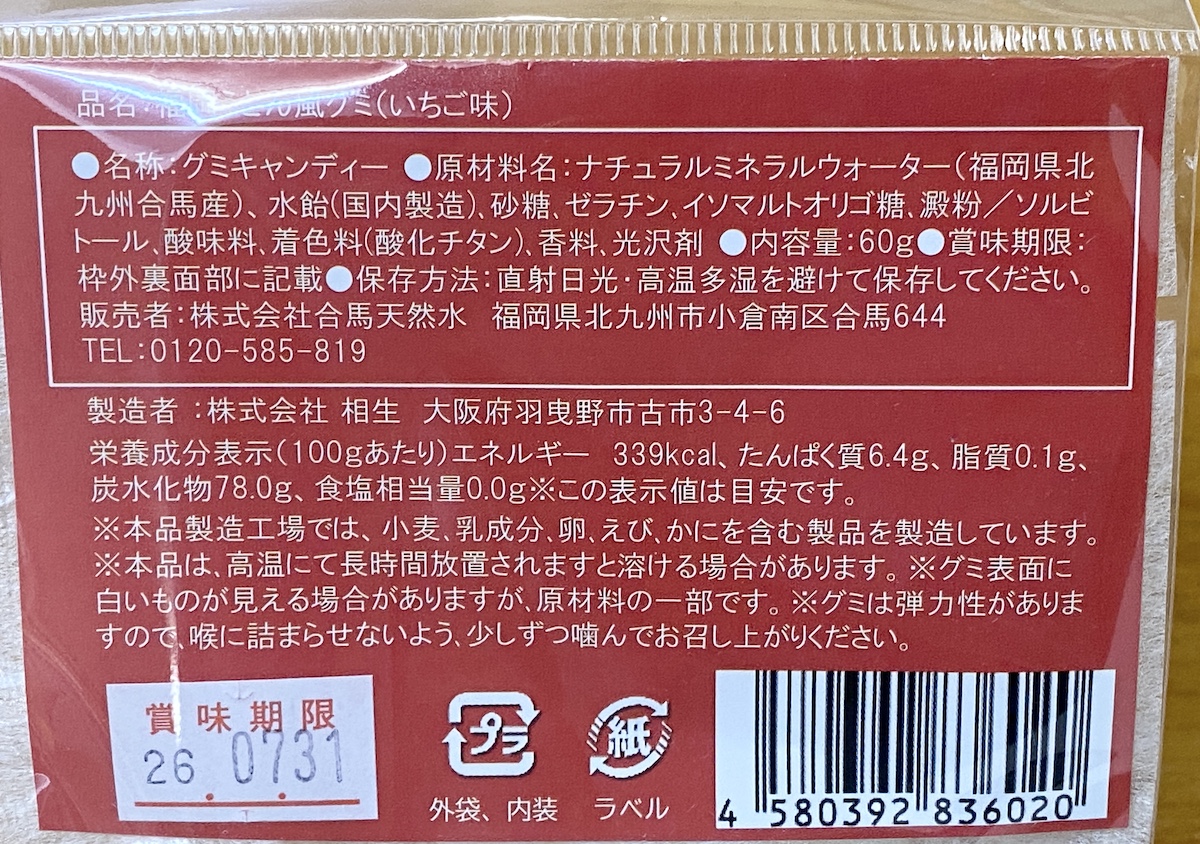 品名:福 さん風グミ(いちご味)
●名称:グミキャンディー ●原材料名:ナチュラルミネラルウォーター(福岡県北
九州合馬産)、水飴(国内製造)、砂糖、ゼラチン、イソマルトオリゴ糖、澱粉/ソルビ
トール、酸味料、着色料(酸化チタン)、香料、光沢剤 ●内容量:60g●賞味期限:
枠外裏面部に記載●保存方法:直射日光・高温多湿を避けて保存してください。
販売者:株式会社合馬天然水 福岡県北九州市小倉南区合馬644
TEL:0120-585-819
製造者 :株式会社 相生 大阪府羽曳野市古市3-4-6
栄養成分表示(100gあたり)エネルギー 339kcal、たんぱく質6.4g、脂質0.1g、
炭水化物78.0g、食塩相当量0.0g※この表示値は目安です。
※本品製造工場では、小麦、乳成分、卵、えび、かにを含む製品を製造しています。
※本品は、高温にて長時間放置されますと溶ける場合があります。※グミ表面に
白いものが見える場合がありますが、原材料の一部です。※グミは弾力性がありま
すので、喉に詰まらせないよう、少しずつ噛んでお召し上がりください。
賞味期限
26 0731
プラ
外袋、内装
紙
ラベル
4 580392 836020